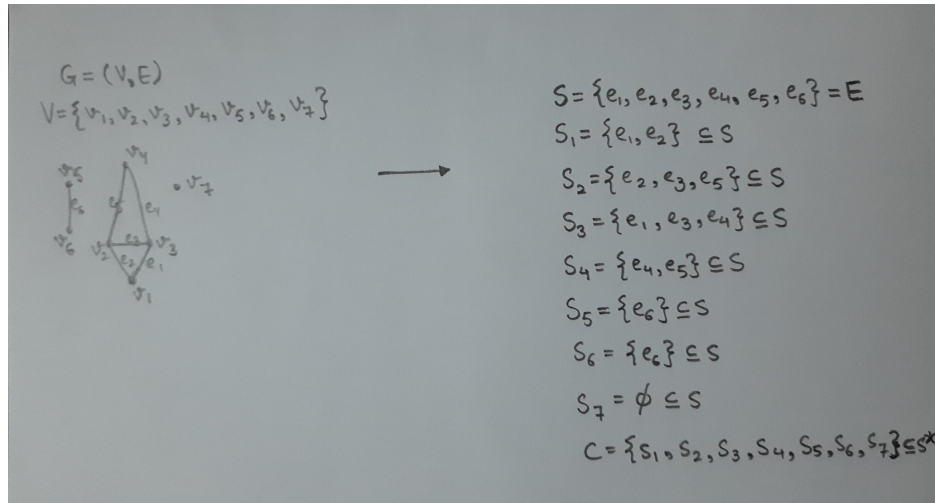 G = (V, E)
V = {v₁, v₂, v₃, v₄, v₅, v₆, v₇}
v₄
v₅
v₇
e₆
e₅
e₄
v₆
v₂
e₃
v₃
e₂
e₁
v₁
S = {e₁, e₂, e₃, e₄, e₅, e₆} = E
S₁ = {e₁, e₂} ⊆ S
S₂ = {e₂, e₃, e₅} ⊆ S
S₃ = {e₁, e₃, e₄} ⊆ S
S₄ = {e₄, e₅} ⊆ S
S₅ = {e₆} ⊆ S
S₆ = {e₆} ⊆ S
S₇ = ϕ ⊆ S
C = {S₁, S₂, S₃, S₄, S₅, S₆, S₇} ⊆ S*